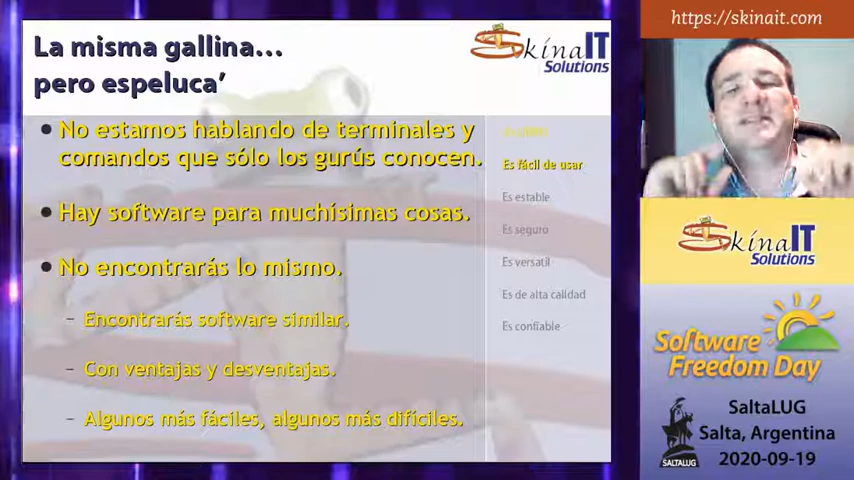 La misma gallina...
pero espeluca'
SkínaIT
Solutions
• No estamos hablando de terminales y
comandos que sólo los gurús conocen.
• Hay software para muchísimas cosas.
• No encontrarás lo mismo.
– Encontrarás software similar.
– Con ventajas y desventajas.
– Algunos más fáciles, algunos más difíciles.
Es fácil de usar
Es estable
Es seguro
Es versatil
Es de alta calidad
Es confiable
https://skinait.com
SkínaIT
Solutions
Software
Freedom Day
SaltaLUG
Salta, Argentina
2020-09-19
SALTALUG